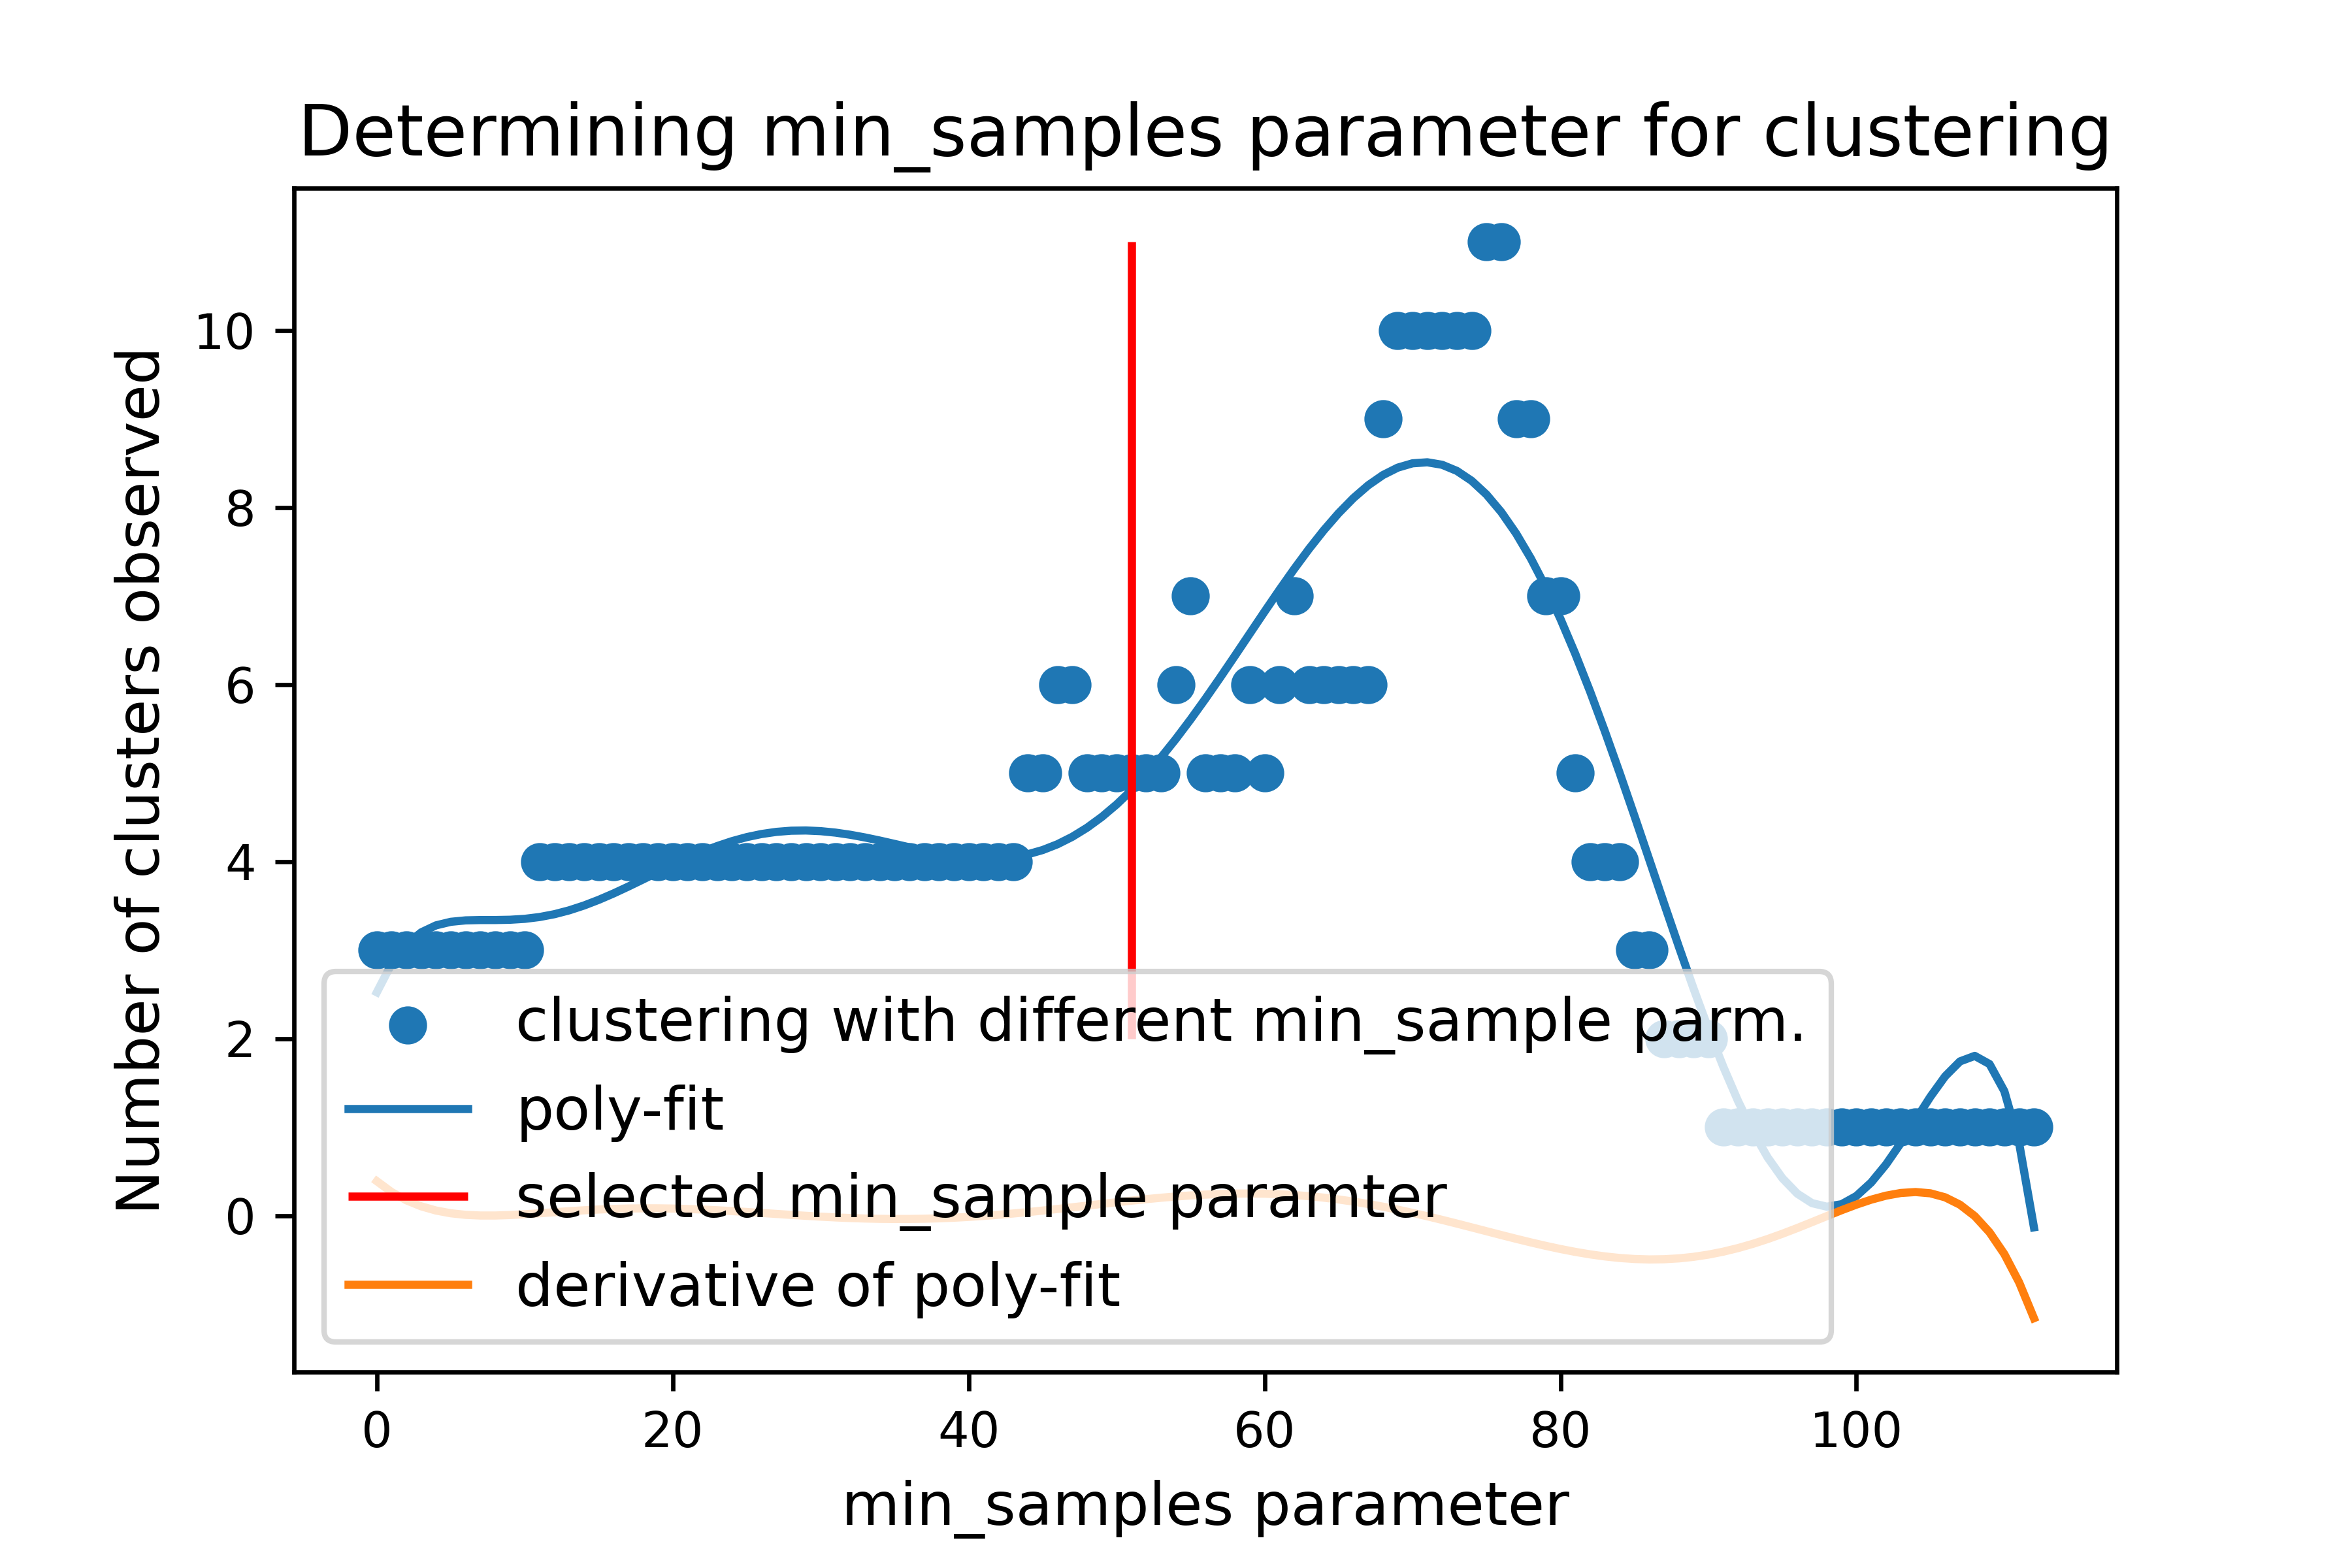 Determining min_samples parameter for clustering
Number of clusters observed
10
8
6
4
2
0
clustering with different min_sample parm.
poly-fit
selected min_sample paramter
derivative of poly-fit
0 20 40 60 80 100
min_samples parameter